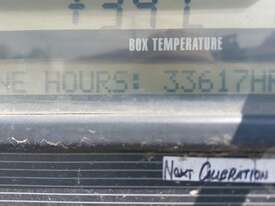 BOX TEMPERATURE
NE HOURS: 33617HR
NEXT CALIBRATION